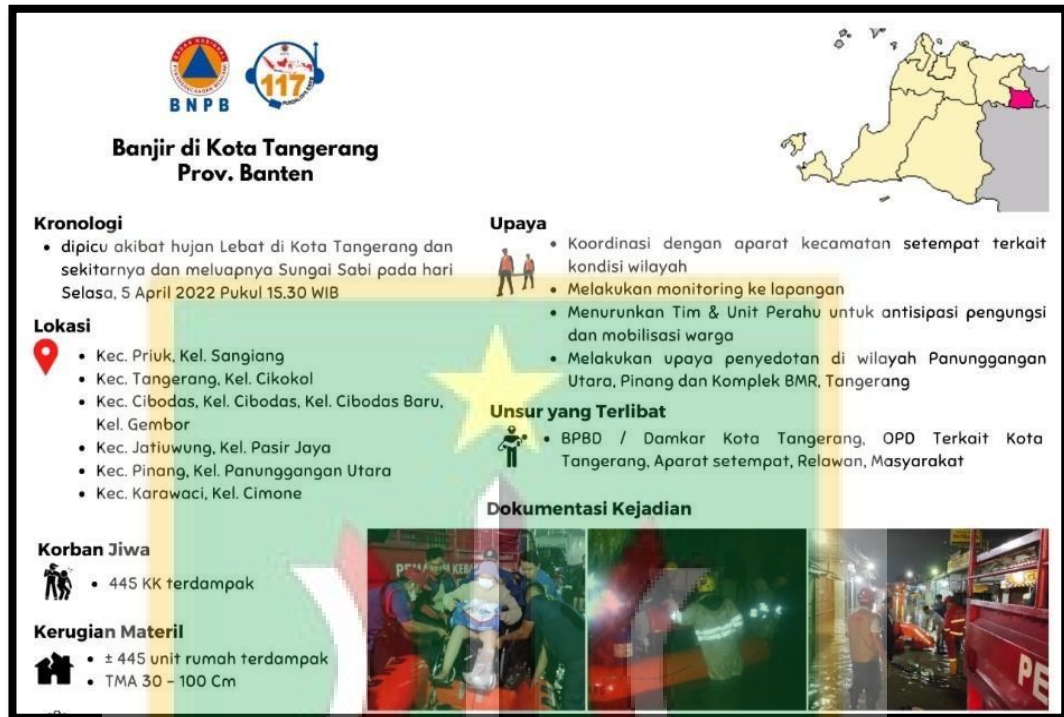 BNPB
117
Banjir di Kota Tangerang
Prov. Banten
Kronologi
• dipicu akibat hujan Lebat di Kota Tangerang dan
sekitarnya dan meluapnya Sungai Sabi pada hari
Selasa, 5 April 2022 Pukul 15.30 WIB
Lokasi
• Kec. Priuk, Kel. Sangiang
• Kec. Tangerang, Kel. Cikokol
• Kec. Cibodas, Kel. Cibodas, Kel. Cibodas Baru,
Kel. Gembor
• Kec. Jatiuwung, Kel. Pasir Jaya
• Kec. Pinang, Kel. Panunggangan Utara
• Kec. Karawaci, Kel. Cimone
Korban Jiwa
• 445 KK terdampak
Kerugian Materil
• ± 445 unit rumah terdampak
• TMA 30 – 100 Cm
Upaya
• Koordinasi dengan aparat kecamatan setempat terkait
kondisi wilayah
• Melakukan monitoring ke lapangan
• Menurunkan Tim & Unit Perahu untuk antisipasi pengungsi
dan mobilisasi warga
• Melakukan upaya penyedotan di wilayah Panunggangan
Utara, Pinang dan Komplek BMR, Tangerang
Unsur yang Terlibat
• BPBD / Damkar Kota Tangerang, OPD Terkait Kota
Tangerang, Aparat setempat, Relawan, Masyarakat
Dokumentasi Kejadian
PE